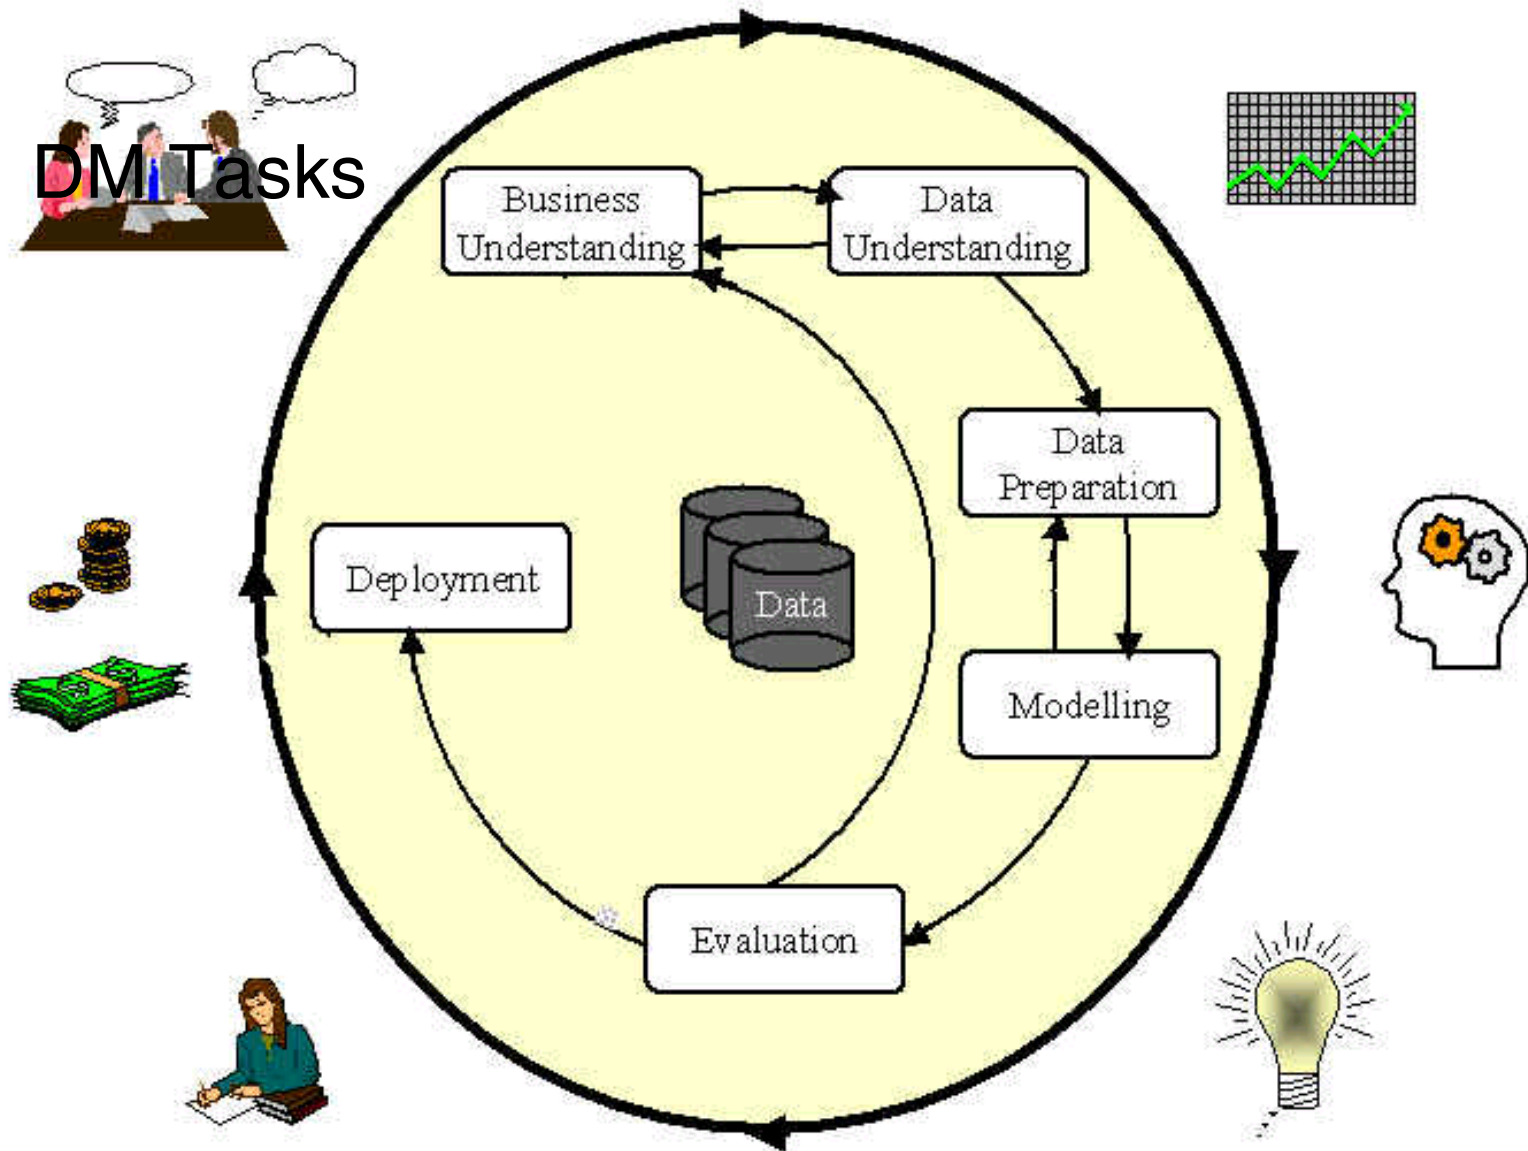 DM Tasks
Business
Understanding
Data
Understanding
Data
Preparation
Deployment
Data
Modelling
Evaluation